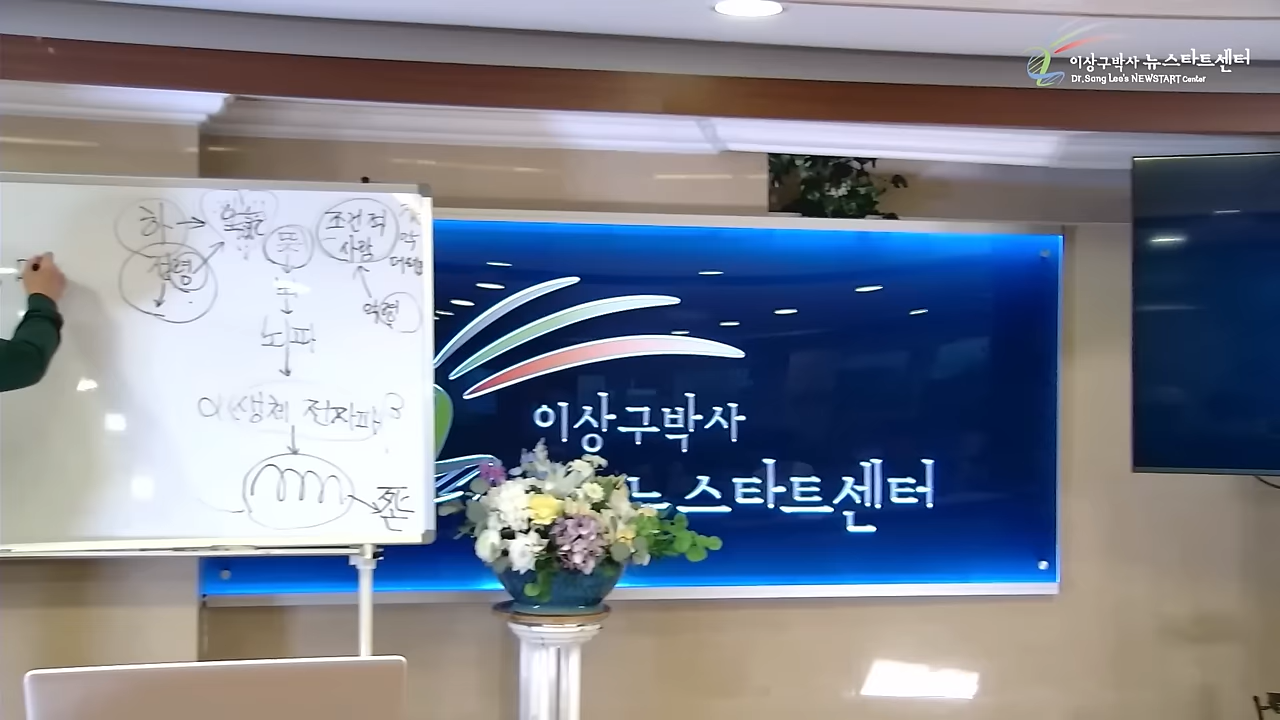 이상구박사 뉴스타트센터
Dr.Sang Lee's NEWSTART Center
하
조건적
사랑
성령
악령
뇌파
생체 전자파
이상구박사
뉴스타트센터